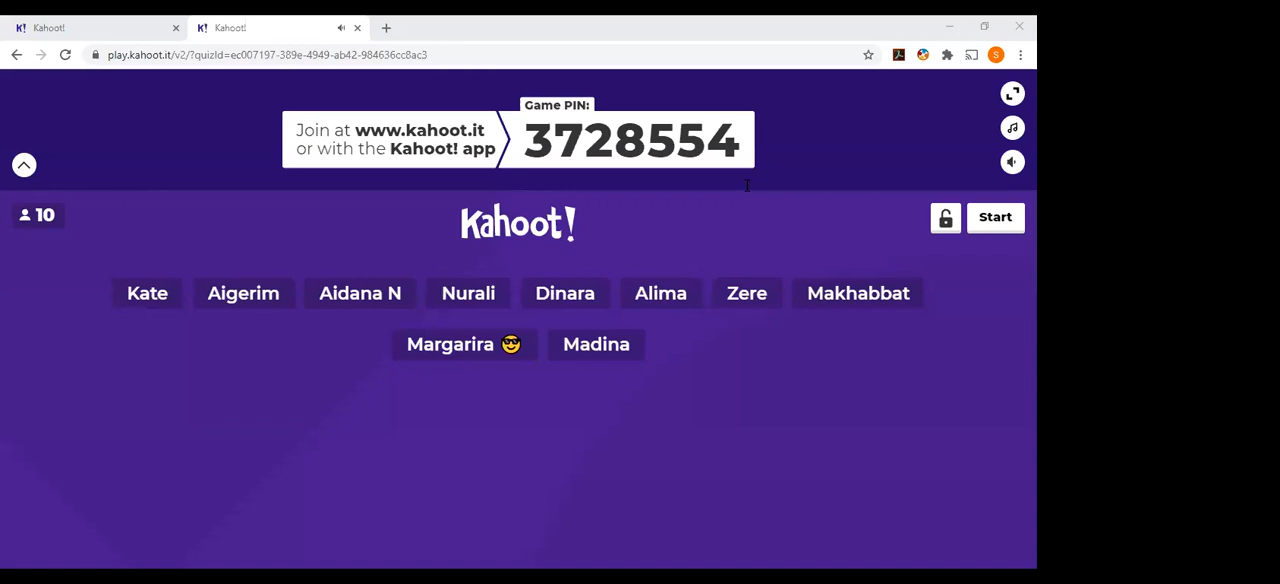 Kahoot! Kahoot!
play.kahoot.it/v2/?quizId=ec007197-389e-4949-ab42-984636cc8ac3
S
Game PIN:
Join at www.kahoot.it
or with the Kahoot! app
3728554
10
Kahoot!
Start
Kate Aigerim Aidana N Nurali Dinara Alima Zere Makhabbat
Margarira 😎 Madina